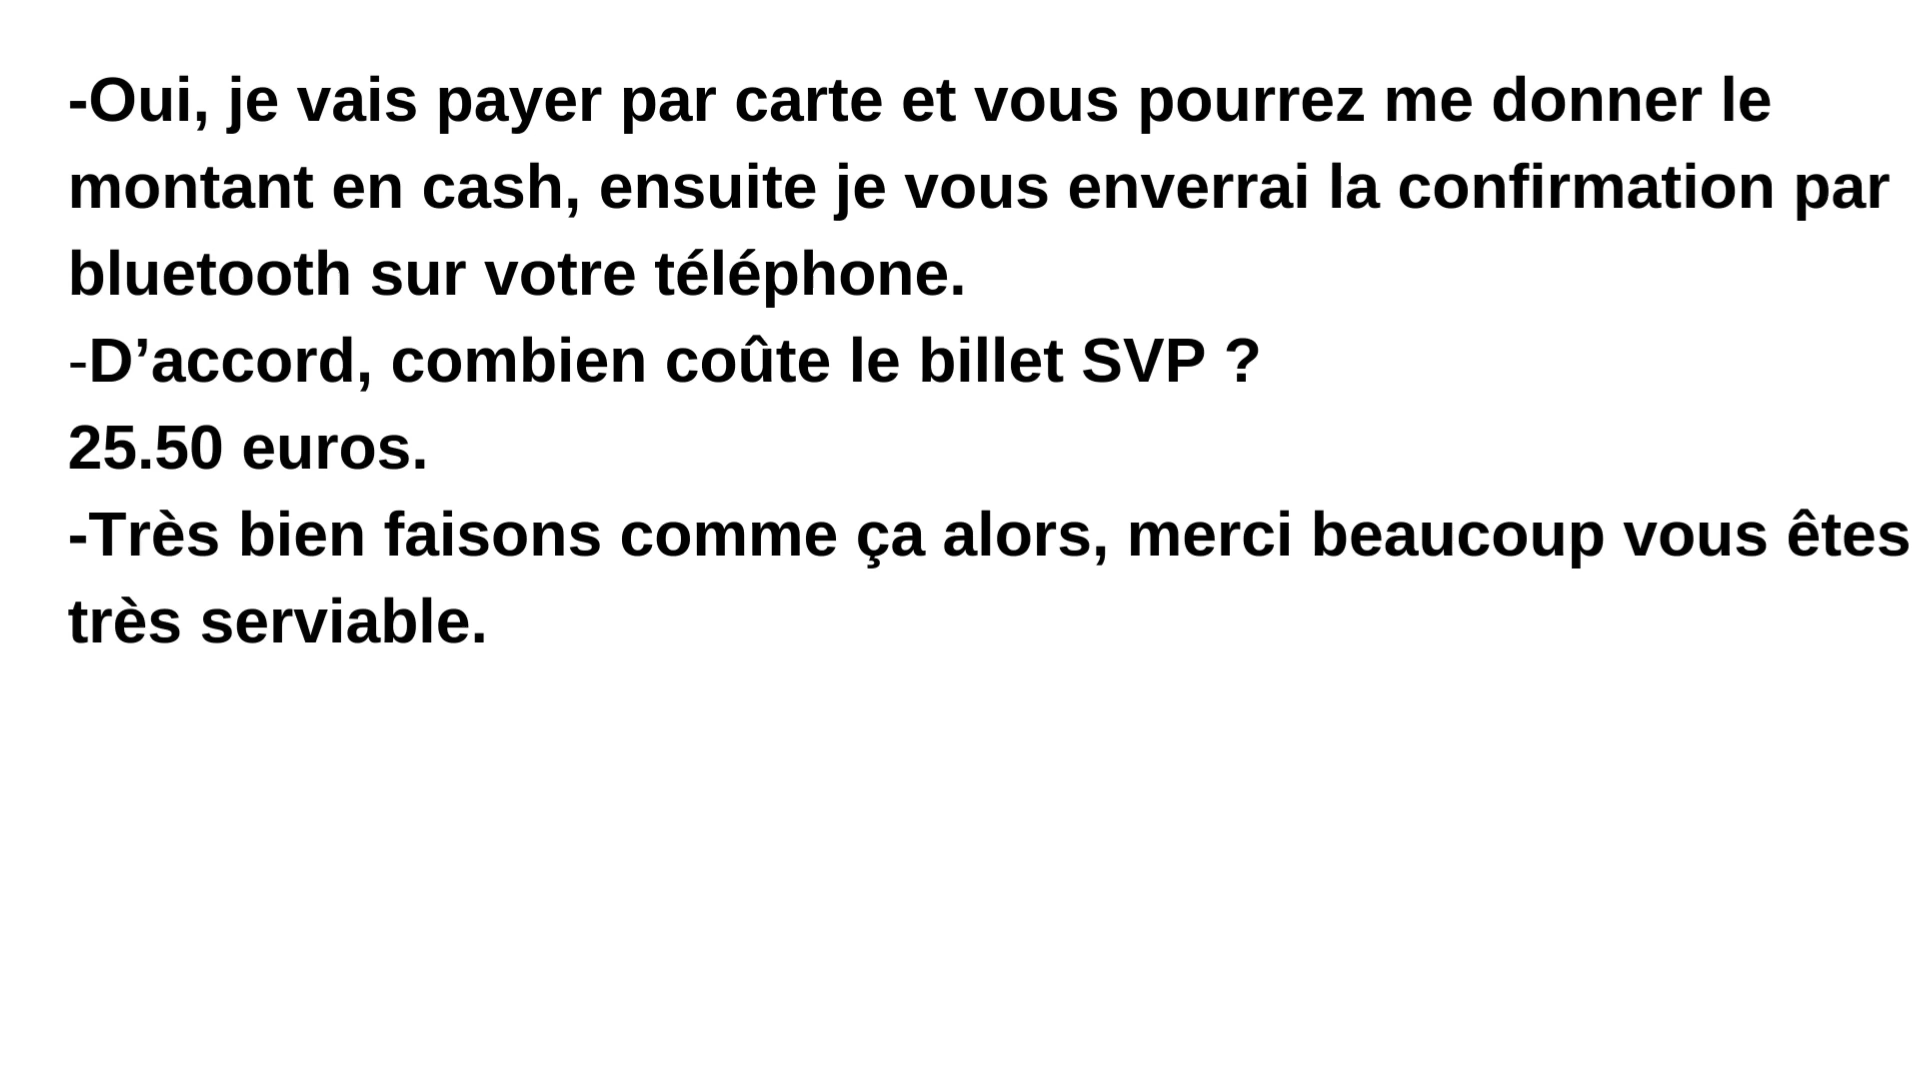 -Oui, je vais payer par carte et vous pourrez me donner le
montant en cash, ensuite je vous enverrai la confirmation par
bluetooth sur votre téléphone.
-D’accord, combien coûte le billet SVP ?
25.50 euros.
-Très bien faisons comme ça alors, merci beaucoup vous êtes
très serviable.